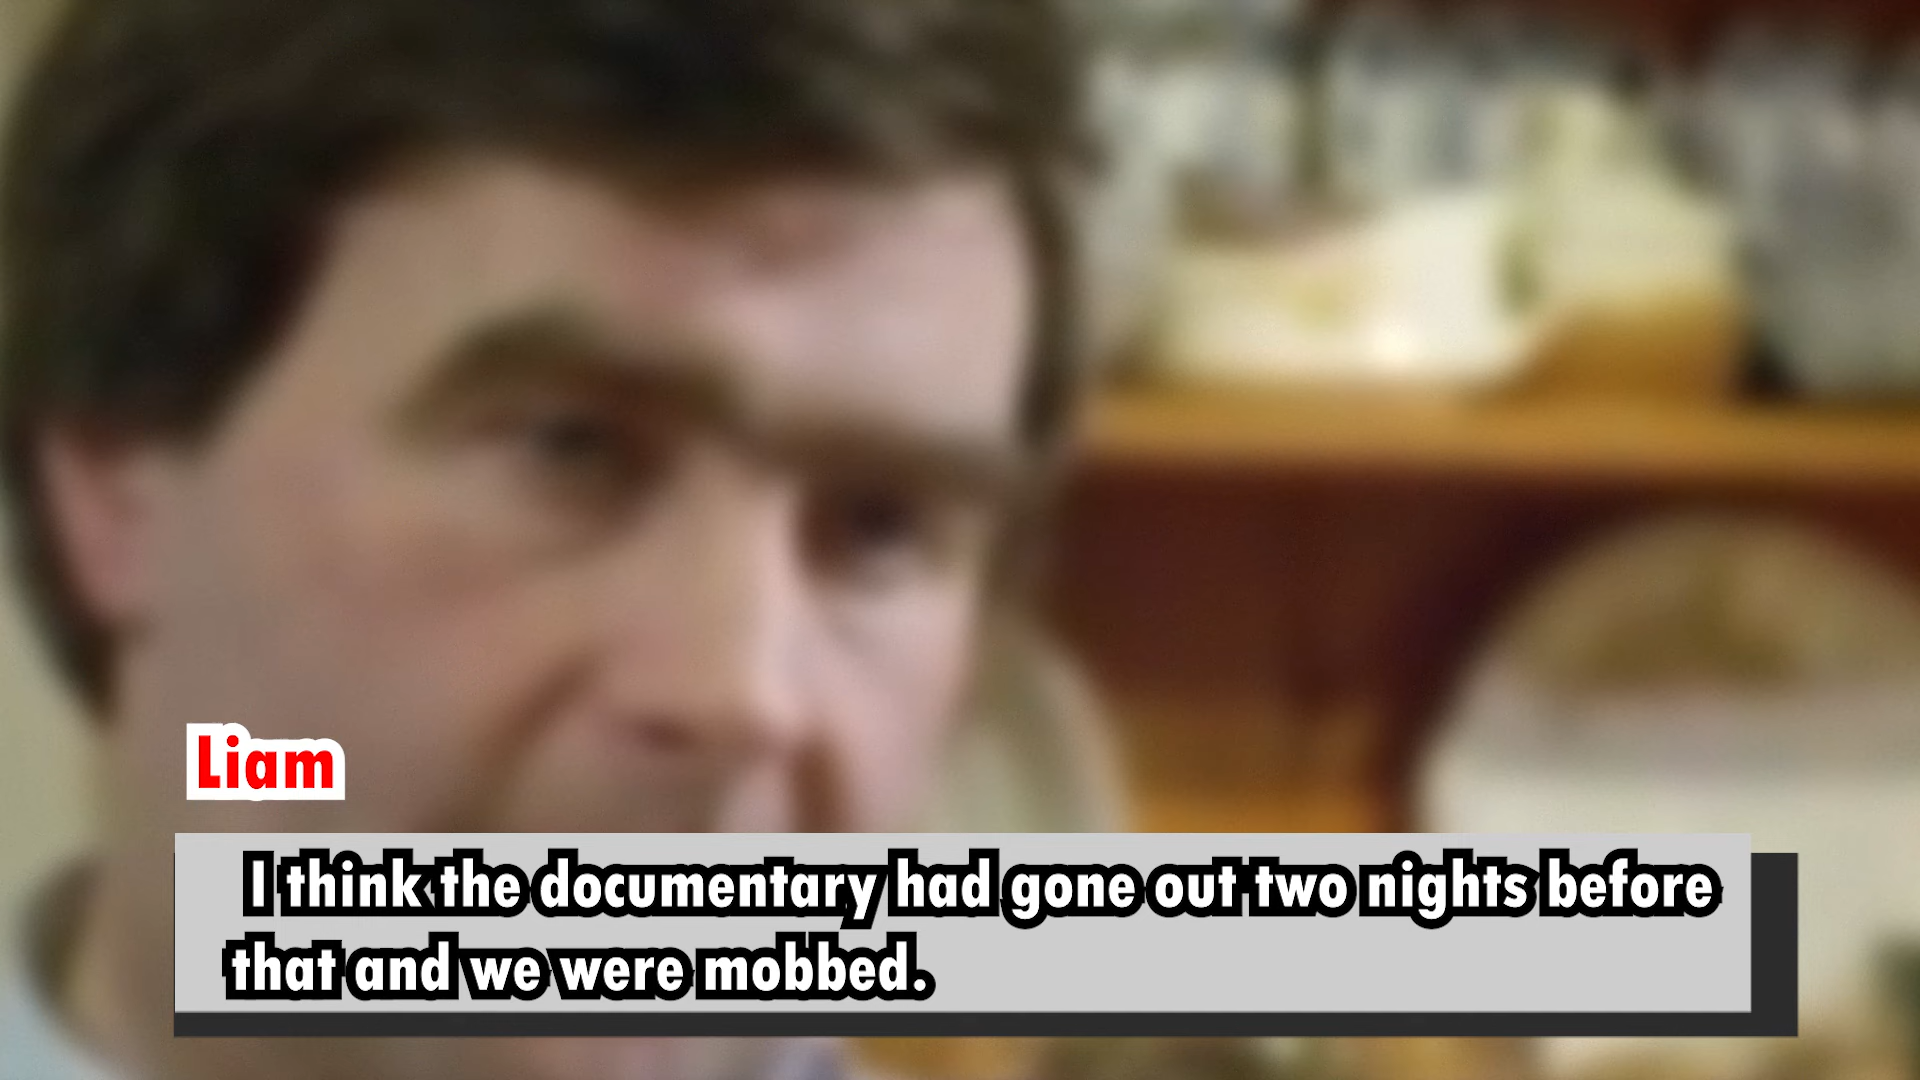 Liam
I think the documentary had gone out two nights before
that and we were mobbed.